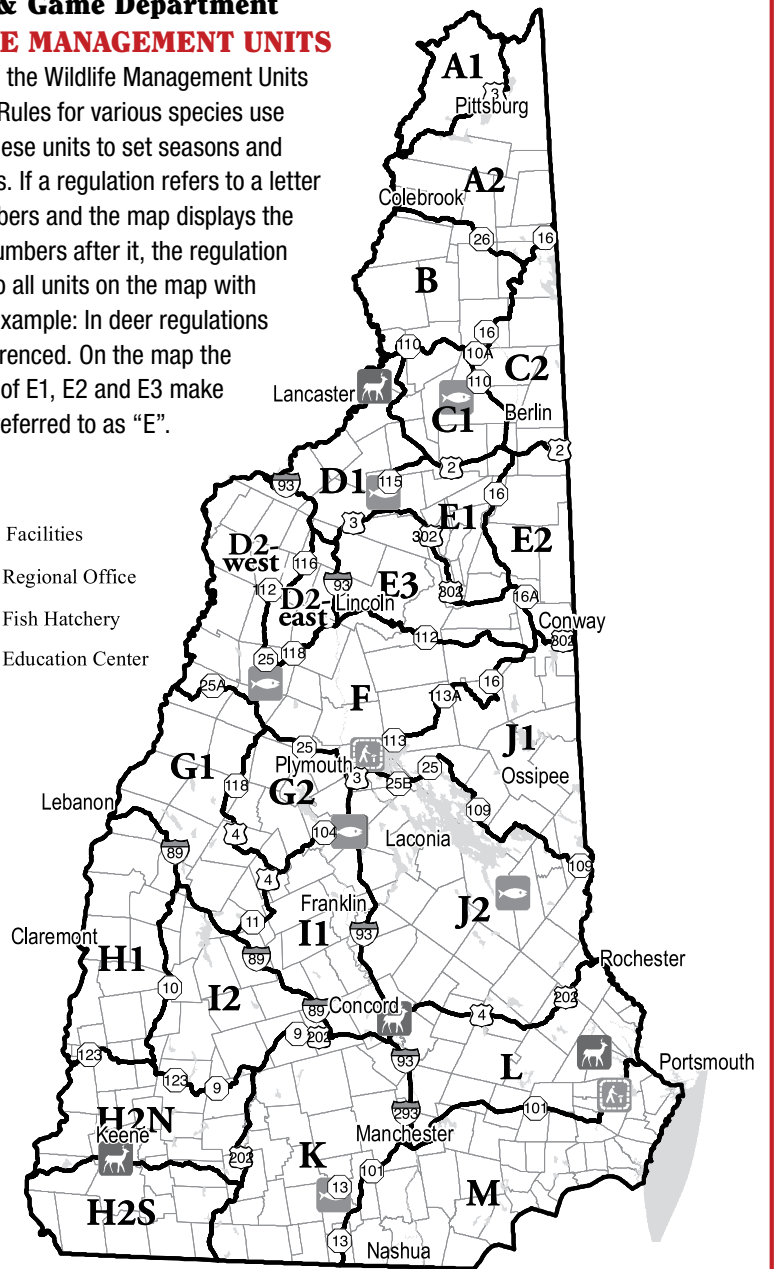 & Game Department
E MANAGEMENT UNITS
the Wildlife Management Units
Rules for various species use
ese units to set seasons and
s. If a regulation refers to a letter
bers and the map displays the
umbers after it, the regulation
o all units on the map with
xample: In deer regulations
renced. On the map the
of E1, E2 and E3 make
eferred to as “E”.
Facilities
Regional Office
Fish Hatchery
Education Center
A1
3
Pittsburg
A2
Colebrook
26
16
B
16
110
110A
C2
110
Lancaster
C1
Berlin
2
2
D1
115
93
16
3
E1
302
E2
D2-
west
116
112
93
E3
302
16A
D2-
east
Lincoln
Conway
302
112
118
25
25A
16
F
113A
J1
113
25
Plymouth
3
25
25B
Ossipee
G1
118
G2
109
Lebanon
4
104
Laconia
89
109
4
Franklin
J2
11
I1
93
Claremont
H1
89
Rochester
10
I2
202
89
Concord
4
9
202
93
123
L
Portsmouth
123
9
101
293
H2N
Keene
Manchester
202
K
101
13
M
H2S
13
Nashua